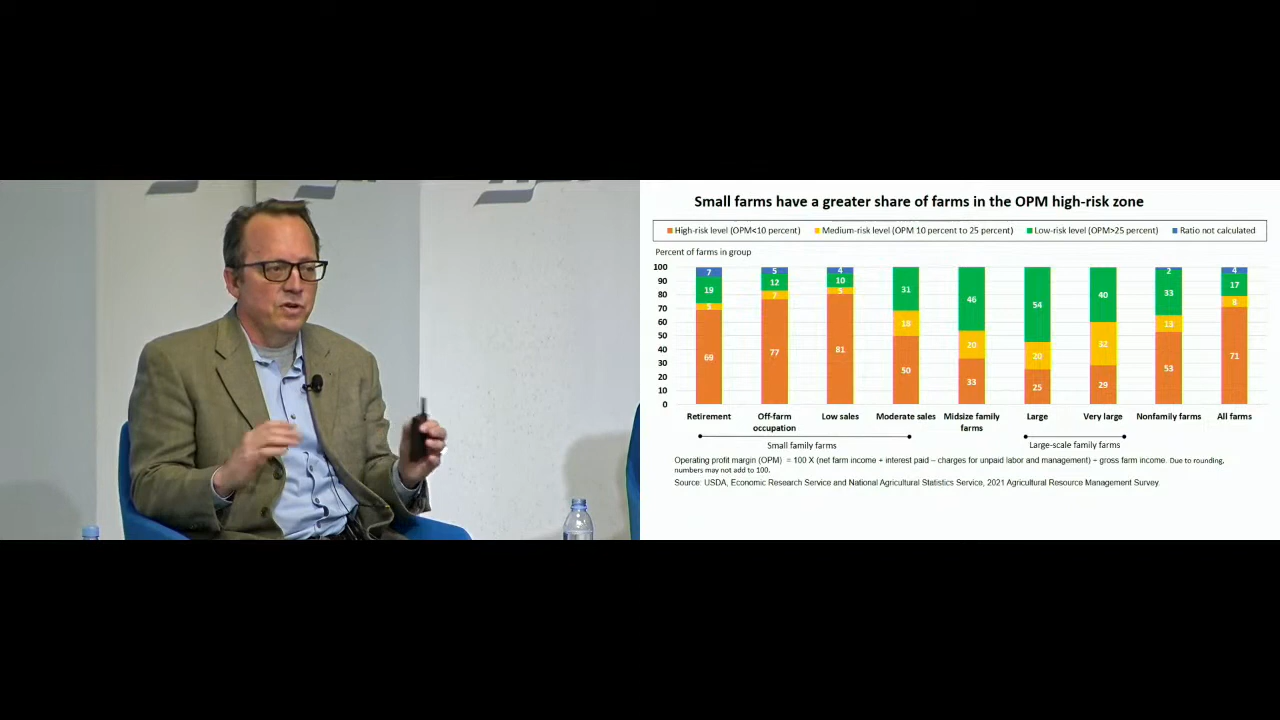 Small farms have a greater share of farms in the OPM high-risk zone
High-risk level (OPM<10 percent) Medium-risk level (OPM 10 percent to 25 percent) Low-risk level (OPM>25 percent) Ratio not calculated
Percent of farms in group
100
90
80
70
60
50
40
30
20
10
0
7 19 5 69
5 12 7 77
4 10 5 81
31 18 50
46 20 33
54 20 25
40 32 29
2 33 13 53
4 17 8 71
Retirement Off-farm occupation Low sales Moderate sales Midsize family farms Large Very large Nonfamily farms All farms
Small family farms Large-scale family farms
Operating profit margin (OPM) = 100 X (net farm income + interest paid – charges for unpaid labor and management) ÷ gross farm income. Due to rounding,
numbers may not add to 100.
Source: USDA, Economic Research Service and National Agricultural Statistics Service, 2021 Agricultural Resource Management Survey.